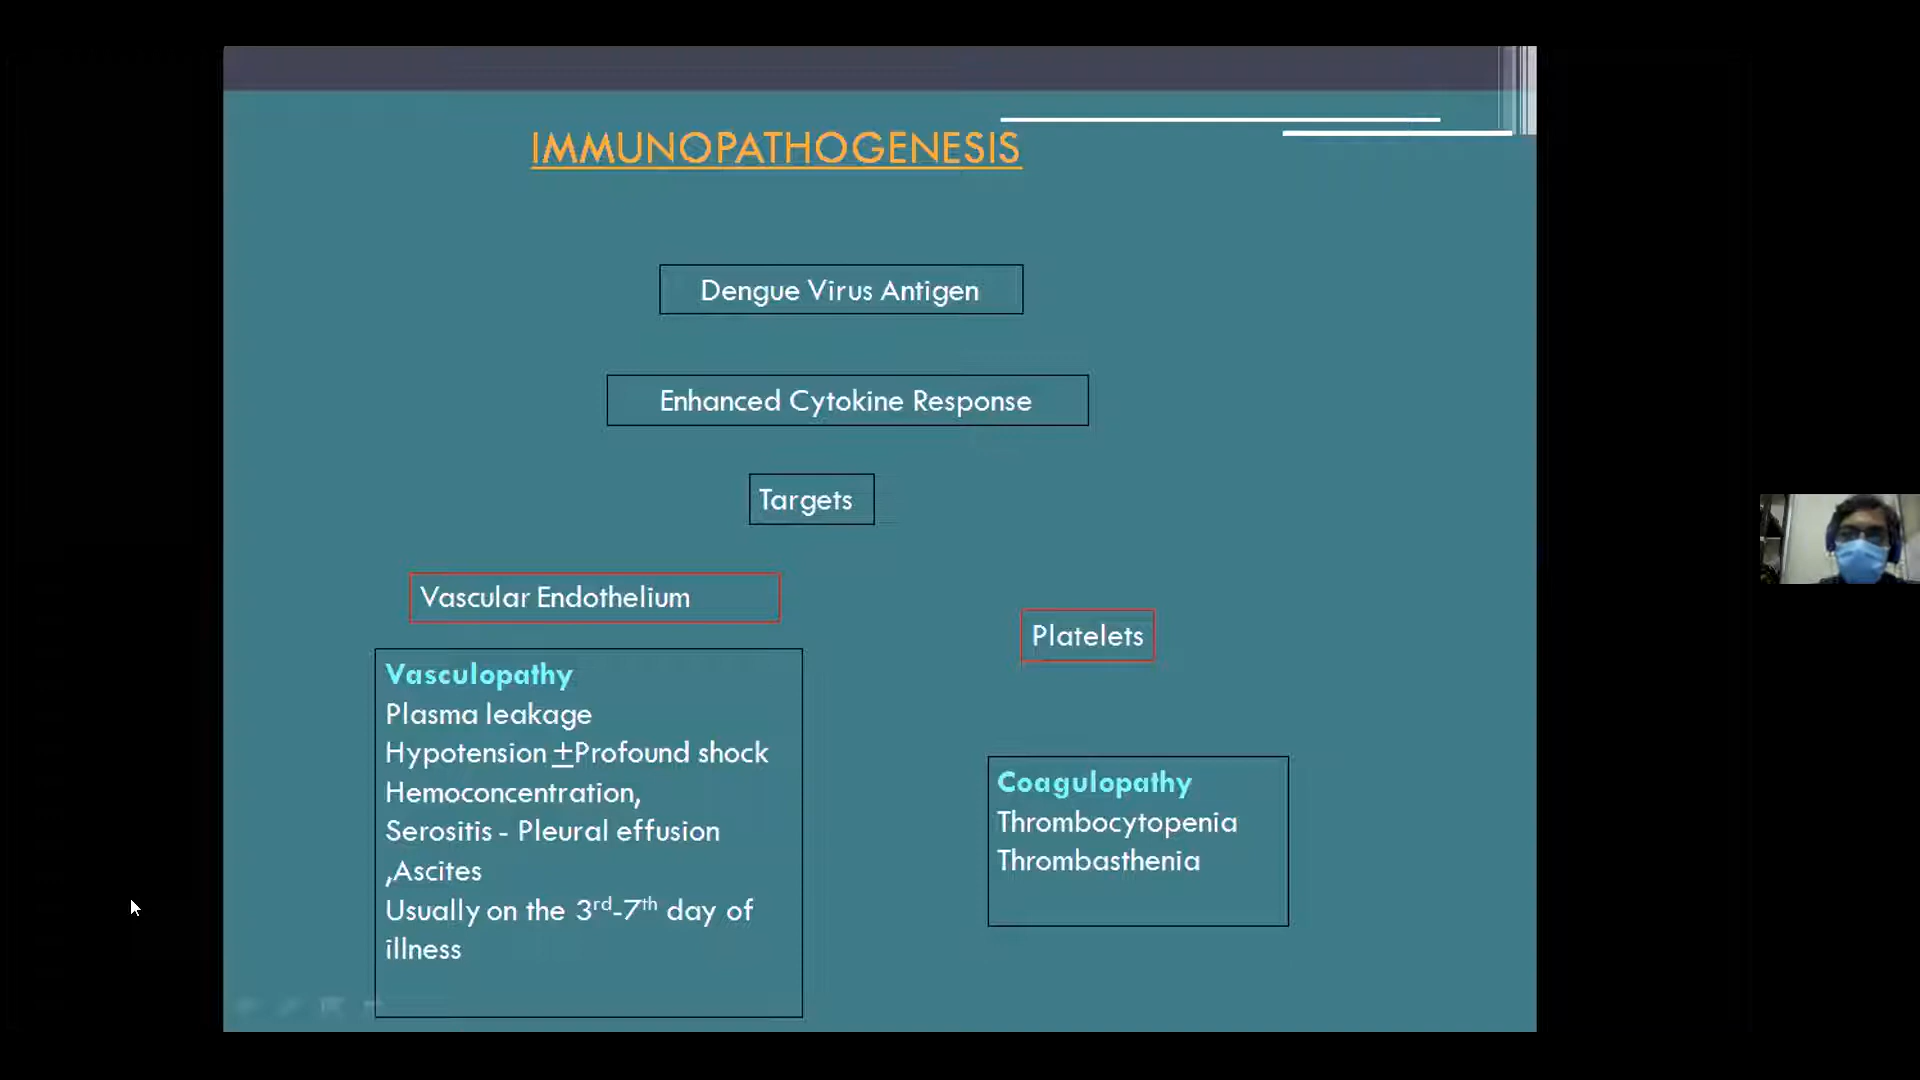 IMMUNOPATHOGENESIS
Dengue Virus Antigen
Enhanced Cytokine Response
Targets
Vascular Endothelium
Platelets
Vasculopathy
Plasma leakage
Hypotension ±Profound shock
Hemoconcentration,
Serositis - Pleural effusion
,Ascites
Usually on the 3rd-7th day of
illness
Coagulopathy
Thrombocytopenia
Thrombasthenia